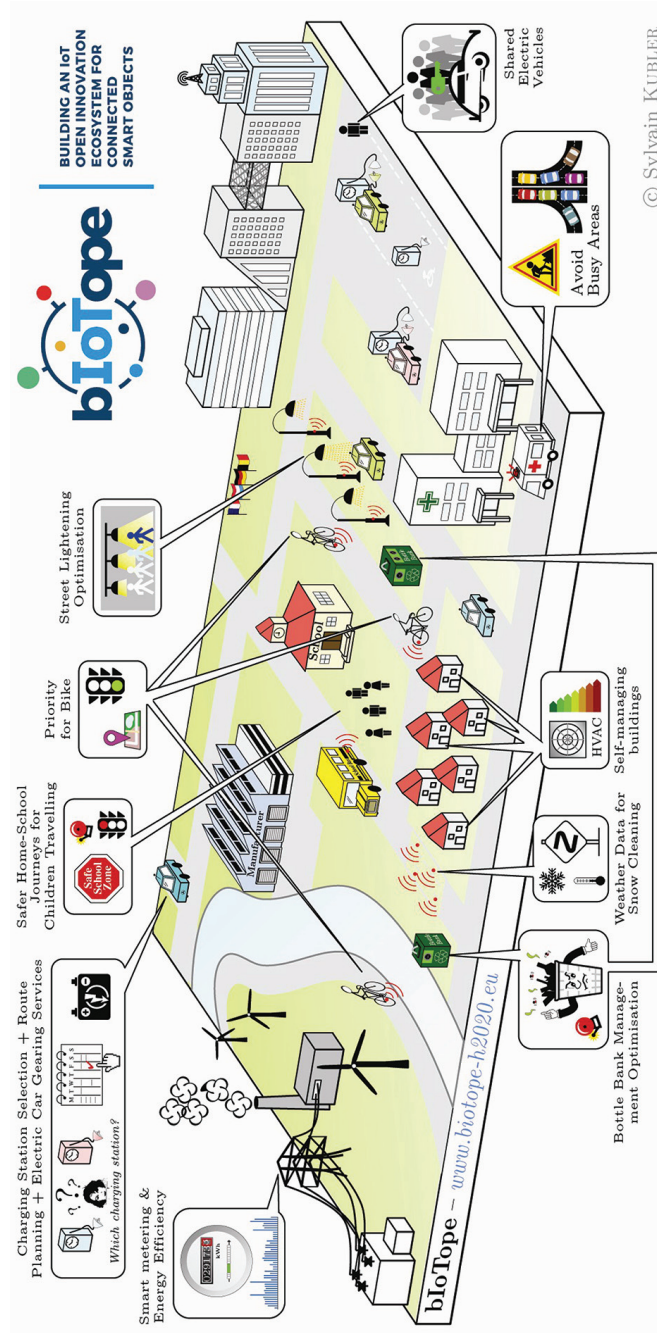 bIoTope
BUILDING AN IoT
OPEN INNOVATION
ECOSYSTEM FOR
CONNECTED
SMART OBJECTS
Charging Station Selection + Route
Planning + Electric Car Gearing Services
M T W T F S S
Which charging station?
Safer Home-School
Journeys for
Children Travelling
Safe
School
Zone
Priority
for Bike
Street Lightening
Optimisation
Shared
Electric
Vehicles
Smart metering &
Energy Efficiency
kWh
Manufacturer
School
Avoid
Busy Areas
Bottle Bank Manage-
ment Optimisation
Weather Data for
Snow Cleaning
HVAC
Self-managing
buildings
bIoTope – www.biotope-h2020.eu
© Sylvain Kubler